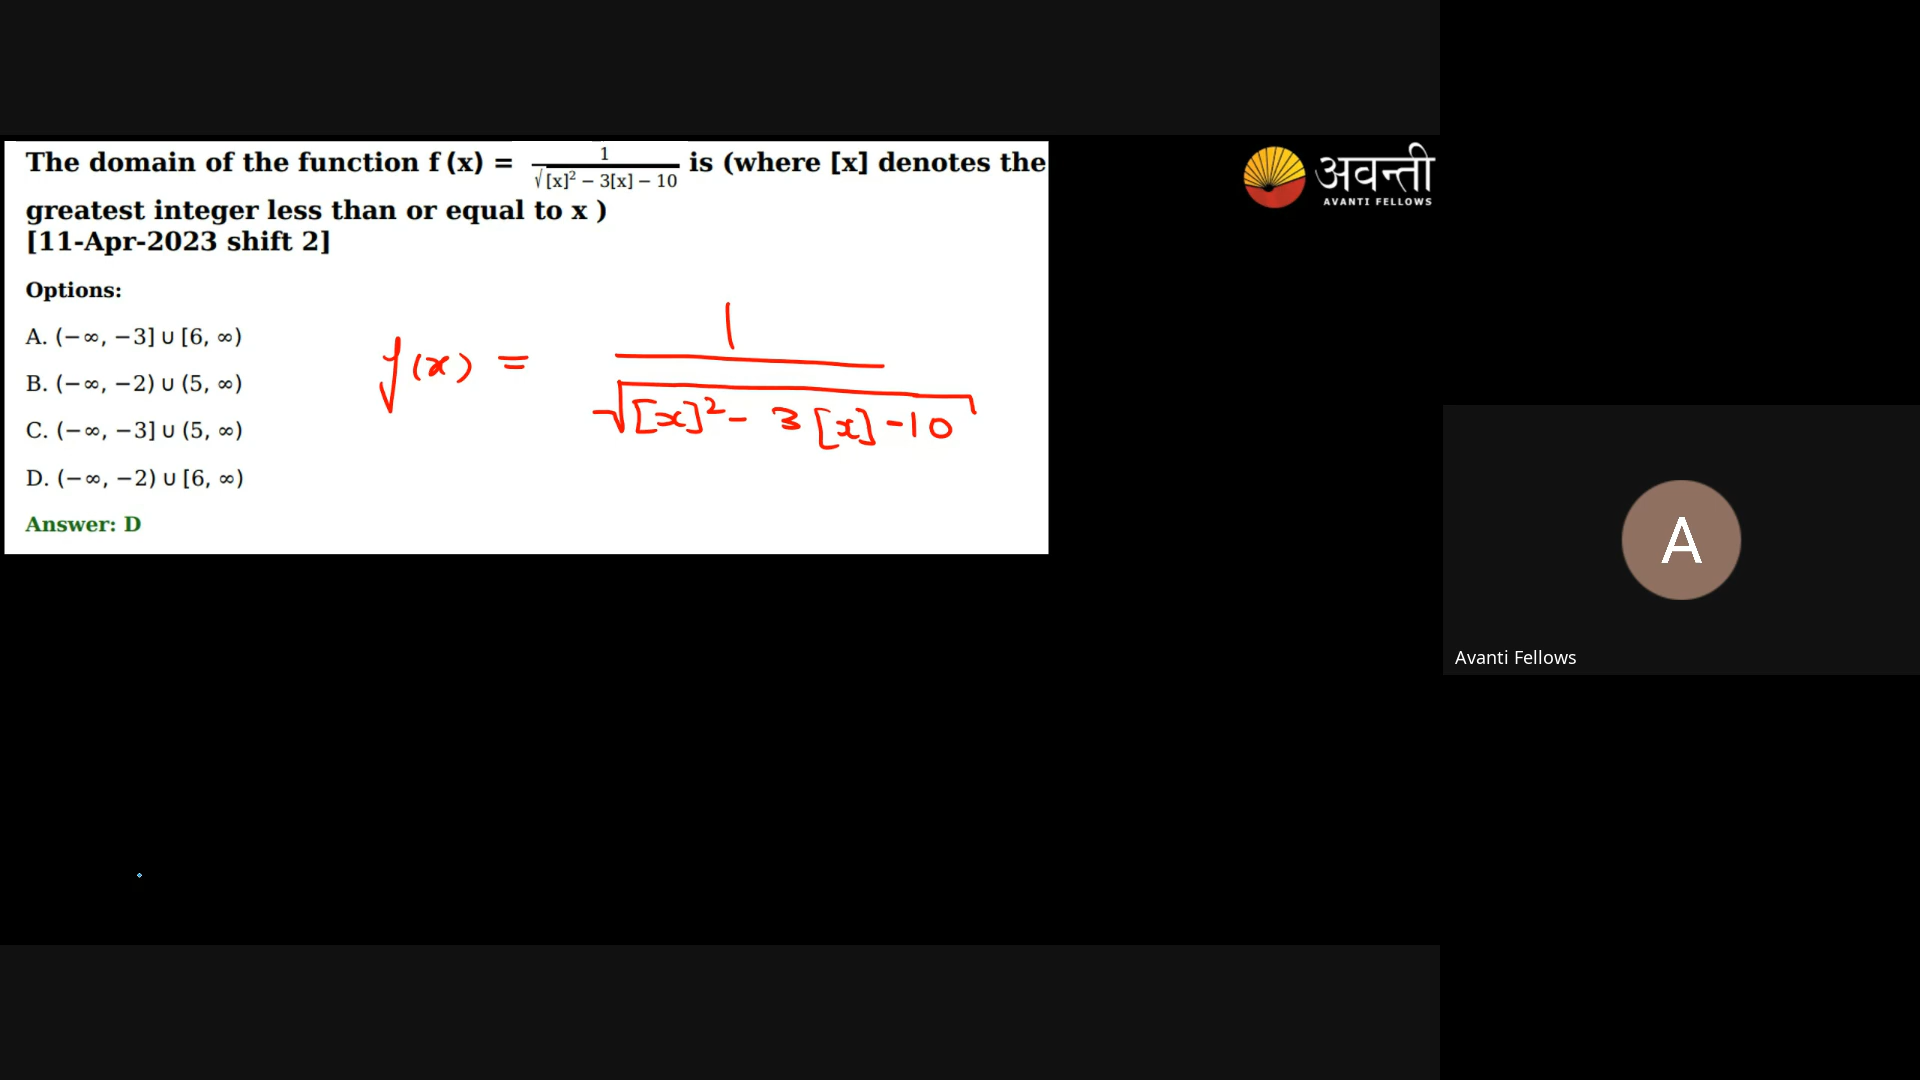 The domain of the function f (x) = 1/√[x]² − 3[x] − 10 is (where [x] denotes the
greatest integer less than or equal to x )
[11-Apr-2023 shift 2]
Options:
A. (−∞, −3] ∪ [6, ∞)
B. (−∞, −2) ∪ (5, ∞)
C. (−∞, −3] ∪ (5, ∞)
D. (−∞, −2) ∪ [6, ∞)
Answer: D
f(x) = 1/√[x]² - 3[x] - 10
अवन्ती
AVANTI FELLOWS
A
Avanti Fellows